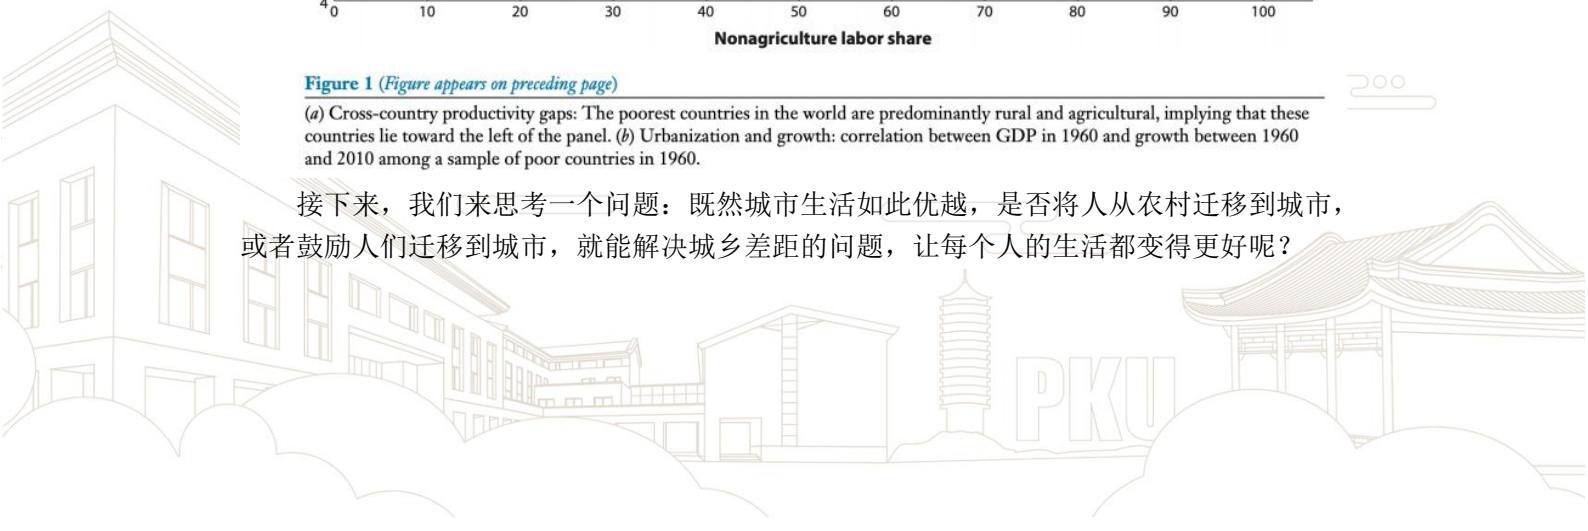 4
0 10 20 30 40 50 60 70 80 90 100
Nonagriculture labor share
Figure 1 (Figure appears on preceding page)
(a) Cross-country productivity gaps: The poorest countries in the world are predominantly rural and agricultural, implying that these
countries lie toward the left of the panel. (b) Urbanization and growth: correlation between GDP in 1960 and growth between 1960
and 2010 among a sample of poor countries in 1960.
接下来，我们来思考一个问题：既然城市生活如此优越，是否将人从农村迁移到城市，
或者鼓励人们迁移到城市，就能解决城乡差距的问题，让每个人的生活都变得更好呢？
PKU